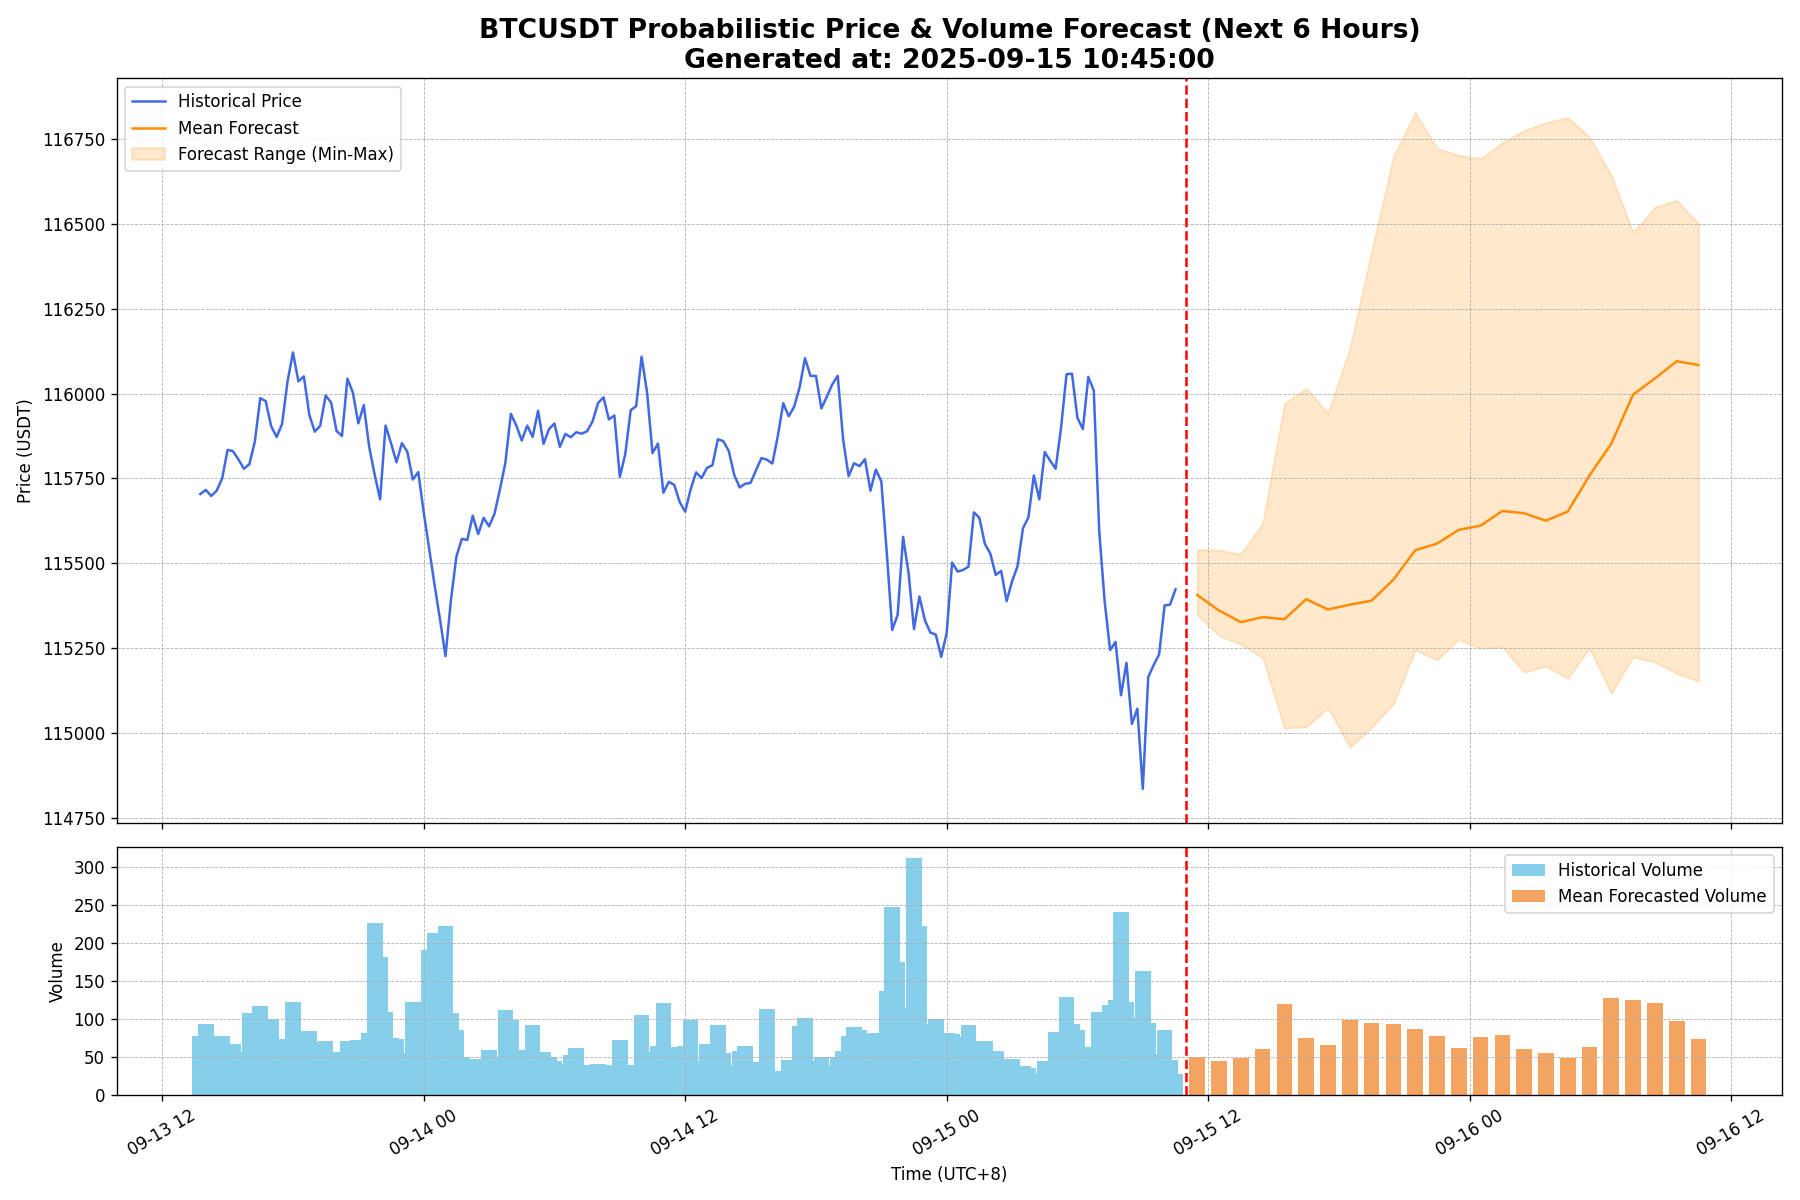 BTCUSDT Probabilistic Price & Volume Forecast (Next 6 Hours)
Generated at: 2025-09-15 10:45:00
Historical Price
Mean Forecast
Forecast Range (Min-Max)
Price (USDT)
116750
116500
116250
116000
115750
115500
115250
115000
114750
Historical Volume
Mean Forecasted Volume
Volume
300
250
200
150
100
50
0
09-13 12
09-14 00
09-14 12
09-15 00
09-15 12
09-16 00
09-16 12
Time (UTC+8)